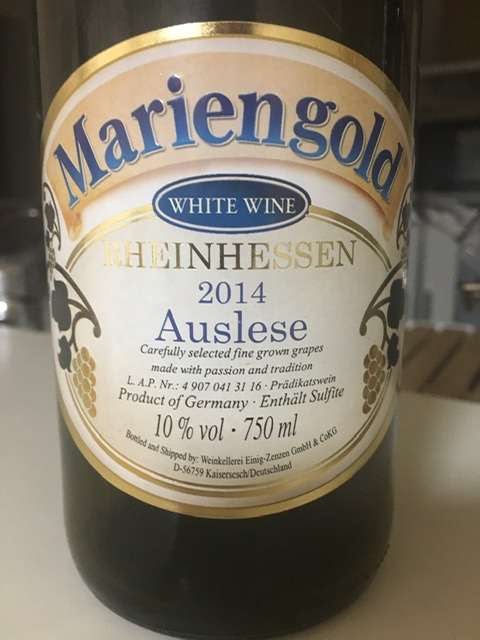 Mariengold
WHITE WINE
RHEINHESSEN
2014
Auslese
Carefully selected fine grown grapes
made with passion and tradition
L. A.P. Nr.: 4 907 041 31 16 · Prädikatswein
Product of Germany · Enthält Sulfite
10 % vol · 750 ml
Bottled and Shipped by: Weinkellerei Einig-Zenzen GmbH & CoKG
D-56759 Kaisersesch/Deutschland